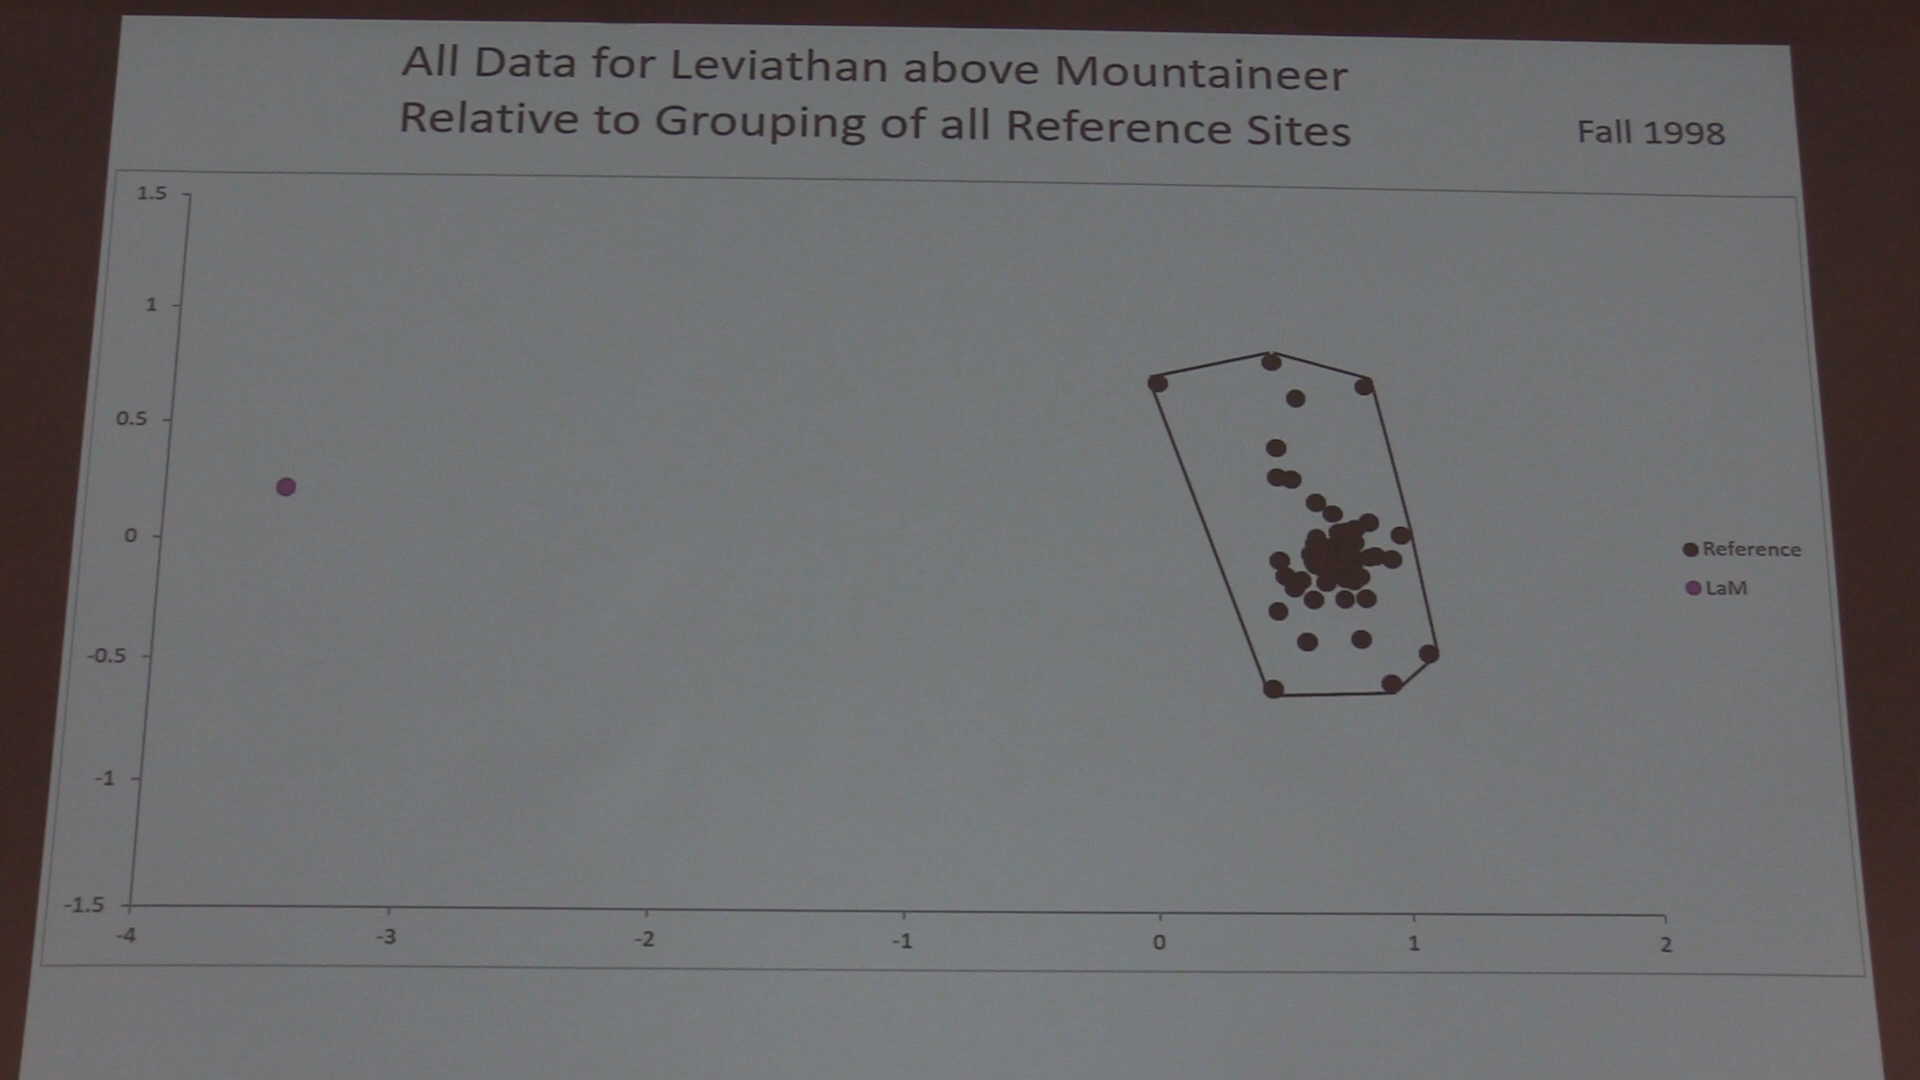 All Data for Leviathan above Mountaineer
Relative to Grouping of all Reference Sites
Fall 1998
1.5
1
0.5
0
-0.5
-1
-1.5
-4 -3 -2 -1 0 1 2
Reference
LaM